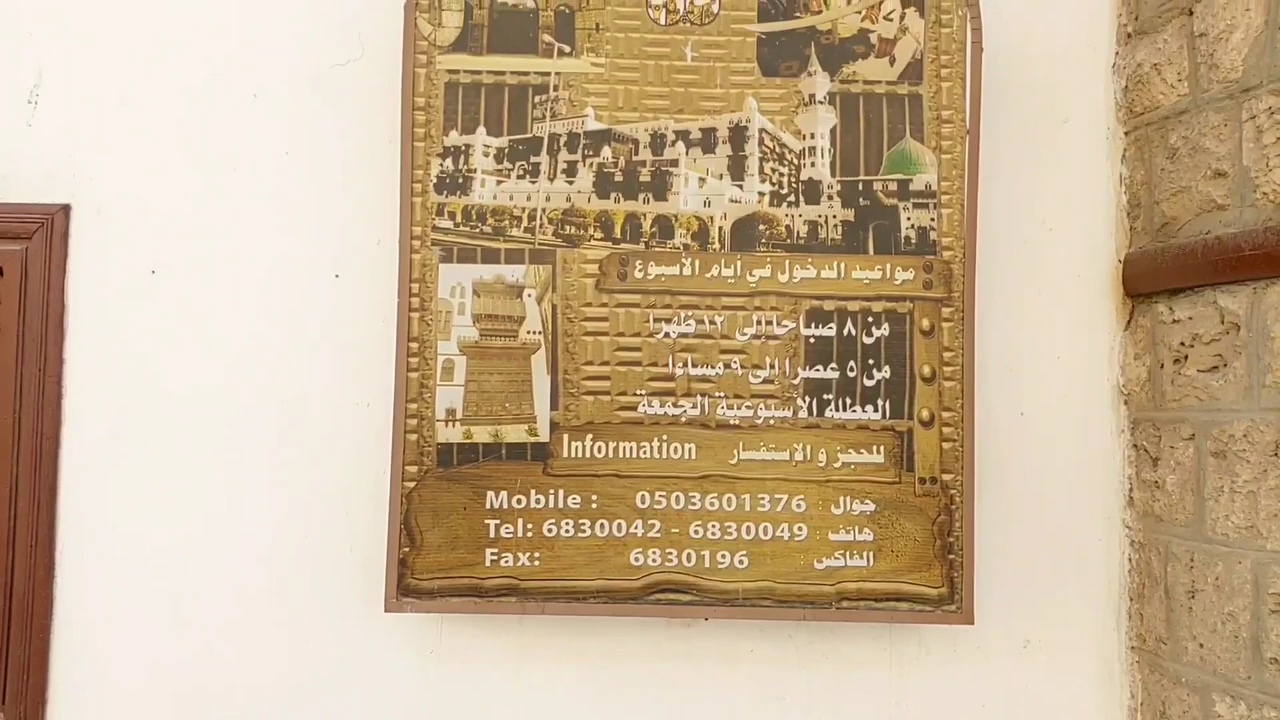 مواعيد الدخول في أيام الأسبوع
من ٨ صباحا إلى ١٢ ظهراً
من ٥ عصراً إلى ٩ مساءاً
العطلة الأسبوعية الجمعة
Information للحجز و الإستفسار
Mobile : 0503601376 جوال :
Tel: 6830042 - 6830049 هاتف :
Fax: 6830196 الفاكس :